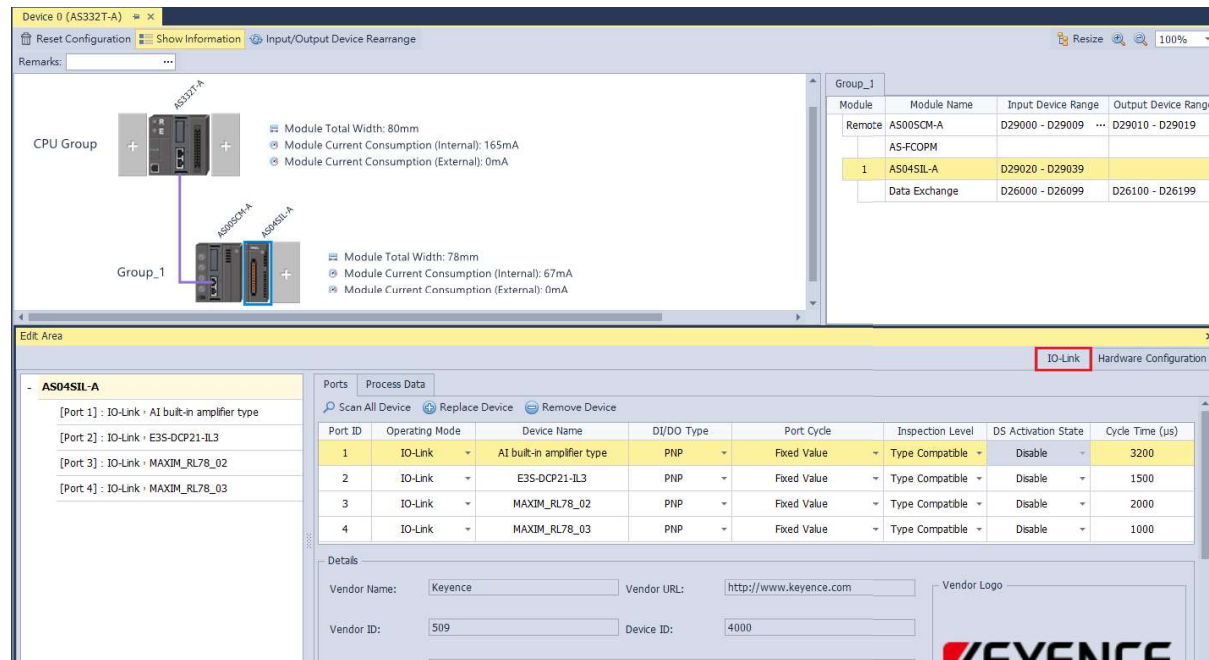 Device 0 (AS332T-A)
Reset Configuration Show Information Input/Output Device Rearrange Resize 100%
Remarks: ...
AS332T-A
CPU Group
Module Total Width: 80mm
Module Current Consumption (Internal): 165mA
Module Current Consumption (External): 0mA
AS00SCM-A
AS04SIL-A
Group_1
Module Total Width: 78mm
Module Current Consumption (Internal): 67mA
Module Current Consumption (External): 0mA
Group_1
Module Module Name Input Device Range Output Device Rang
Remote AS00SCM-A D29000 - D29009 ... D29010 - D29019
AS-FCOPM
1 AS04SIL-A D29020 - D29039
Data Exchange D26000 - D26099 D26100 - D26199
Edit Area
IO-Link Hardware Configuration
- AS04SIL-A
[Port 1] : IO-Link , AI built-in amplifier type
[Port 2] : IO-Link , E3S-DCP21-IL3
[Port 3] : IO-Link , MAXIM_RL78_02
[Port 4] : IO-Link , MAXIM_RL78_03
Ports Process Data
Scan All Device Replace Device Remove Device
Port ID Operating Mode Device Name DI/DO Type Port Cycle Inspection Level DS Activation State Cycle Time (μs)
1 IO-Link AI built-in amplifier type PNP Fixed Value Type Compatible Disable 3200
2 IO-Link E3S-DCP21-IL3 PNP Fixed Value Type Compatible Disable 1500
3 IO-Link MAXIM_RL78_02 PNP Fixed Value Type Compatible Disable 2000
4 IO-Link MAXIM_RL78_03 PNP Fixed Value Type Compatible Disable 1000
Details
Vendor Name: Keyence Vendor URL: http://www.keyence.com Vendor Logo
Vendor ID: 509 Device ID: 4000
KEYENCE